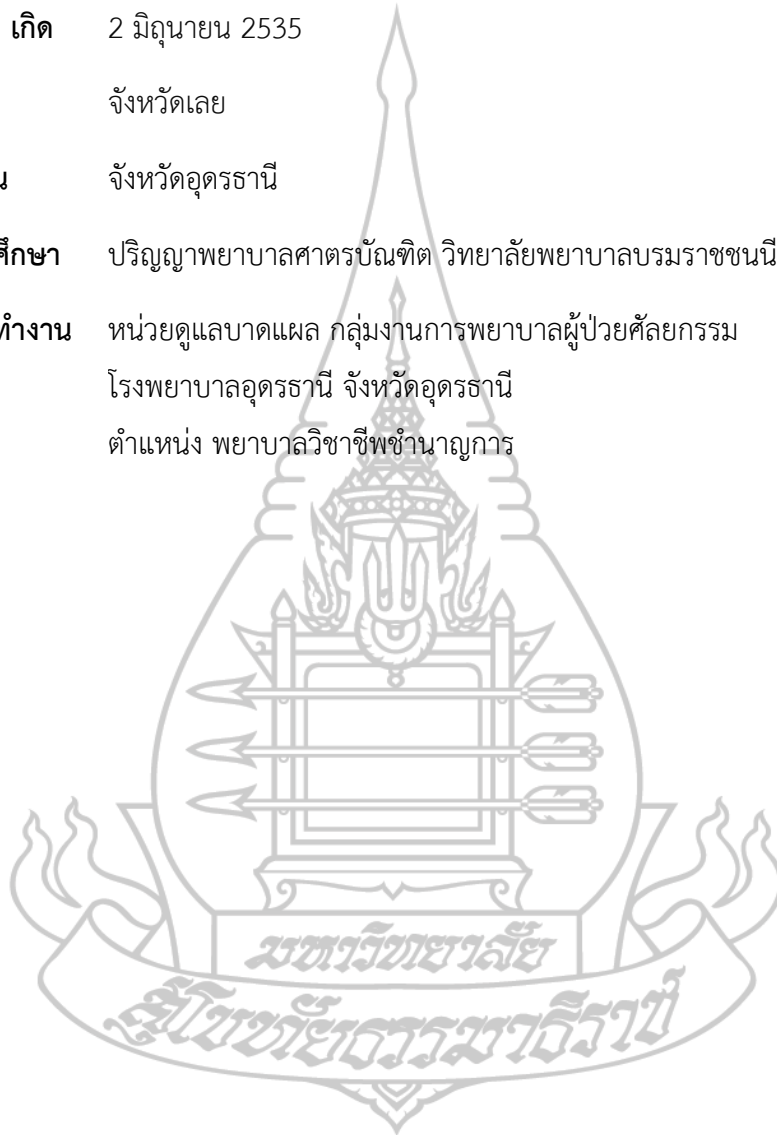 เกิด 2 มิถุนายน 2535
จังหวัดเลย
น จังหวัดอุดรธานี
ศึกษา ปริญญาพยาบาลศาตรบัณฑิต วิทยาลัยพยาบาลบรมราชชนนี
ทำงาน หน่วยดูแลบาดแผล กลุ่มงานการพยาบาลผู้ป่วยศัลยกรรม
โรงพยาบาลอุดรธานี จังหวัดอุดรธานี
ตำแหน่ง พยาบาลวิชาชีพชำนาญการ
มหาวิทยาลัย
สุโขทัยธรรมาธิราช